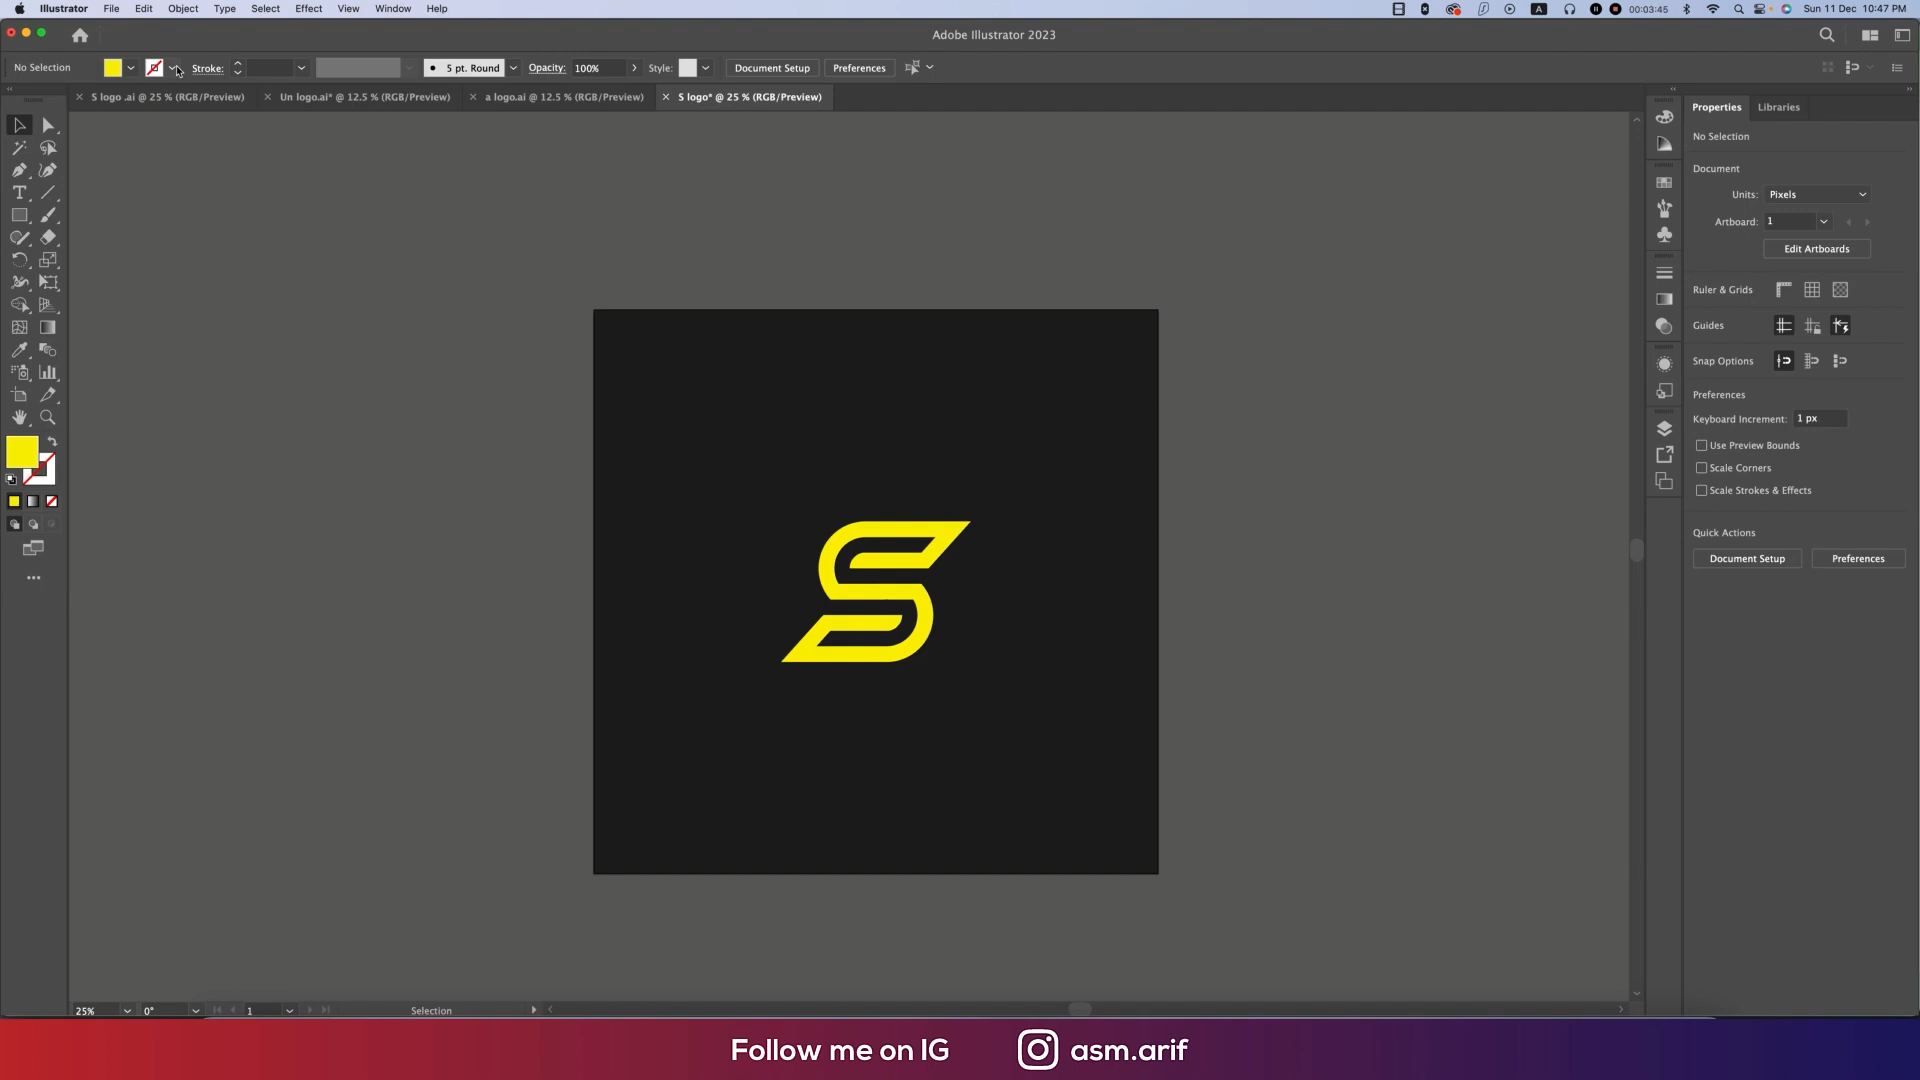 Illustrator File Edit Object Type Select Effect View Window Help
A 00:03:45 Sun 11 Dec 10:47 PM
Adobe Illustrator 2023
No Selection Stroke: 5 pt. Round Opacity: 100% Style: Document Setup Preferences
S logo .ai @ 25 % (RGB/Preview) Un logo.ai* @ 12.5 % (RGB/Preview) a logo.ai @ 12.5 % (RGB/Preview) S logo* @ 25 % (RGB/Preview)
Properties Libraries
No Selection
Document
Units: Pixels
Artboard: 1
Edit Artboards
Ruler & Grids
Guides
Snap Options
Preferences
Keyboard Increment: 1 px
Use Preview Bounds
Scale Corners
Scale Strokes & Effects
Quick Actions
Document Setup Preferences
S
25% 0° 1 Selection
Follow me on IG asm.arif